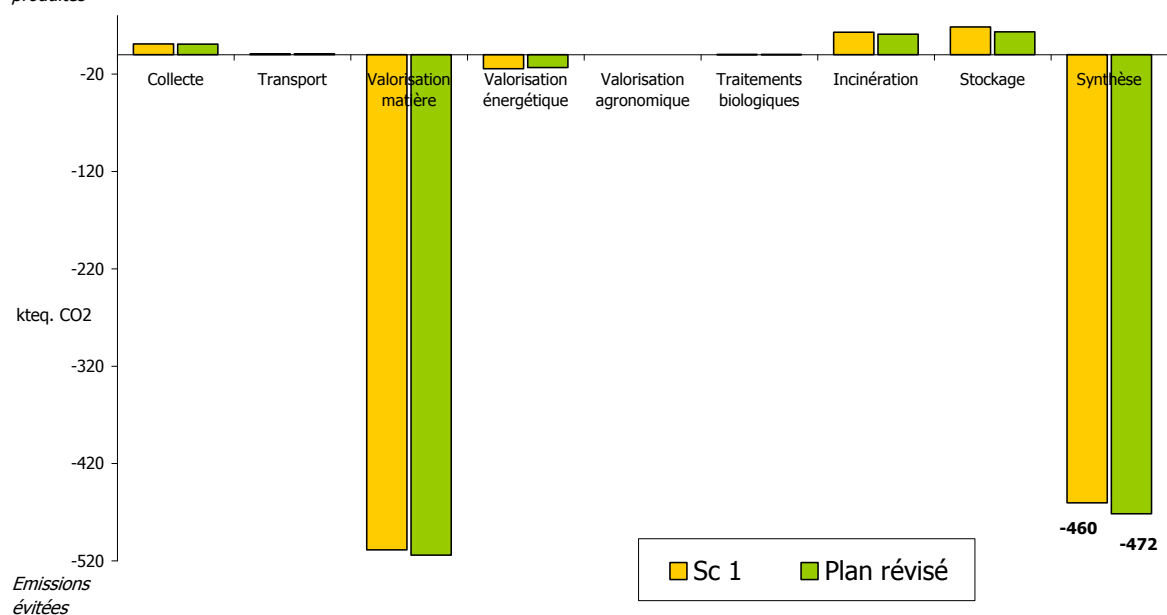 produites
-20
Collecte
Transport
Valorisation
matière
Valorisation
énergétique
Valorisation
agronomique
Traitements
biologiques
Incinération
Stockage
Synthèse
-120
-220
kteq. CO2
-320
-420
-460
-472
-520
Sc 1
Plan révisé
Emissions
évitées